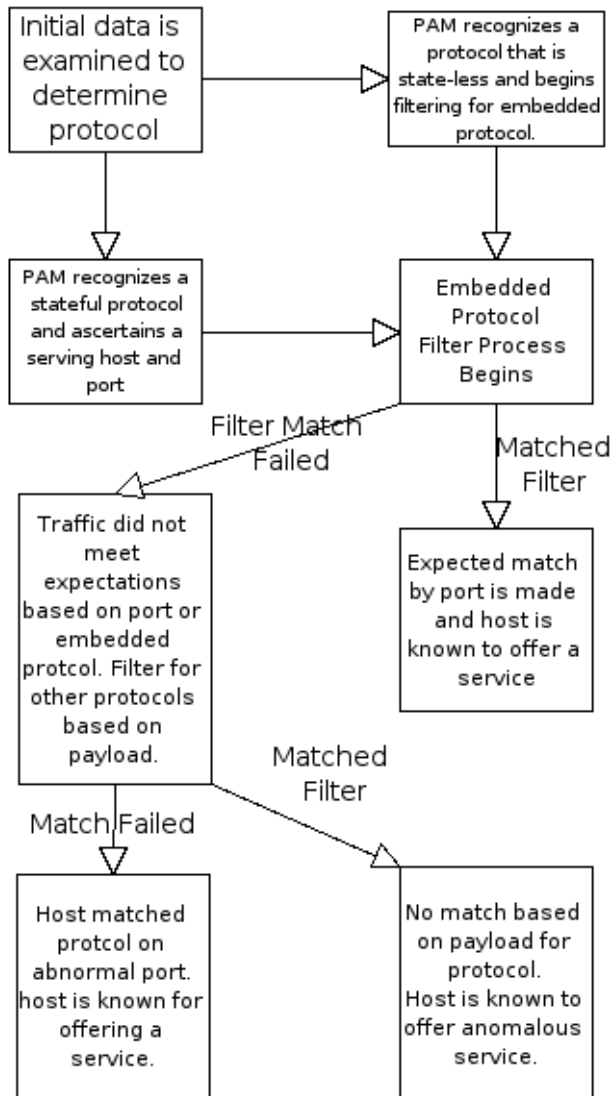 Initial data is
examined to
determine
protocol
PAM recognizes a
protocol that is
state-less and begins
filtering for embedded
protocol.
PAM recognizes a
stateful protocol
and ascertains a
serving host and
port
Embedded
Protocol
Filter Process
Begins
Filter Match
Failed
Matched
Filter
Traffic did not
meet
expectations
based on port or
embedded
protcol. Filter for
other protocols
based on
payload.
Expected match
by port is made
and host is
known to offer a
service
Matched
Filter
Match Failed
Host matched
protcol on
abnormal port.
host is known for
offering a
service.
No match based
on payload for
protocol.
Host is known to
offer anomalous
service.